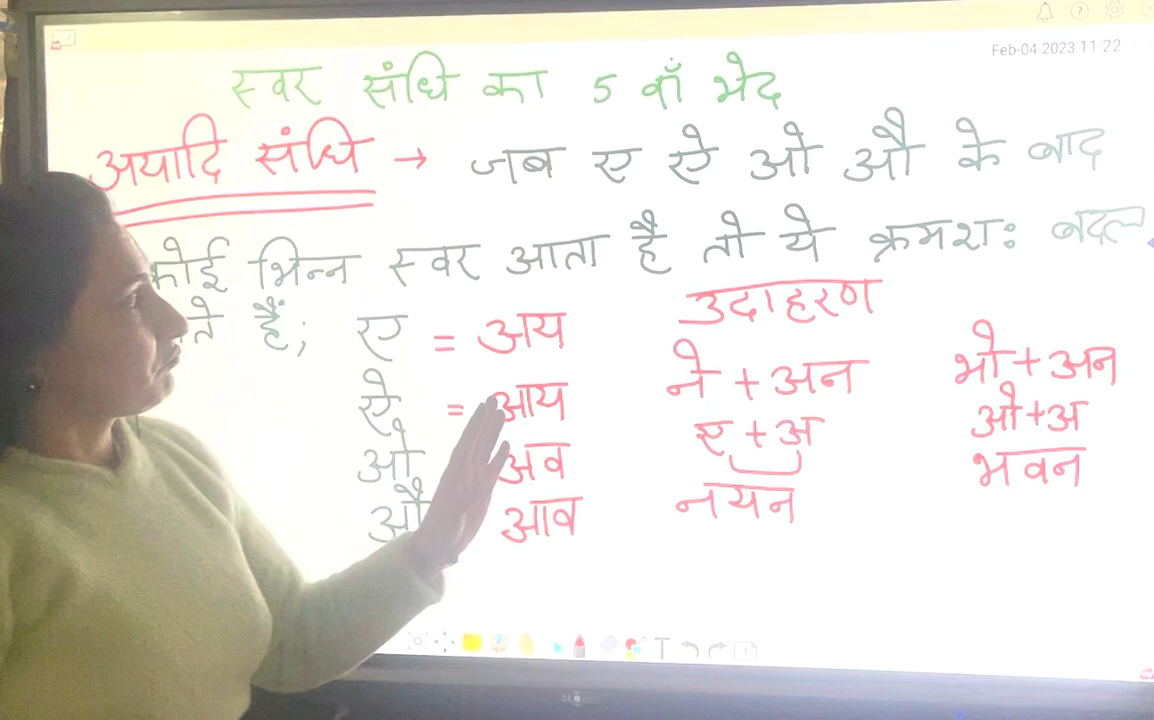 Feb-04-2023 11 22
स्वर संधि का 5 वाँ भेद
अयादि संधि → जब ए ऐ ओ औ के बाद
कोई भिन्न स्वर आता है तो ये क्रमशः बदल
ते हैं; ए = अय उदाहरण
ऐ = आय ने + अन भो + अन
ओ अव ए + अ ओ + अ
औ आव नयन भवन